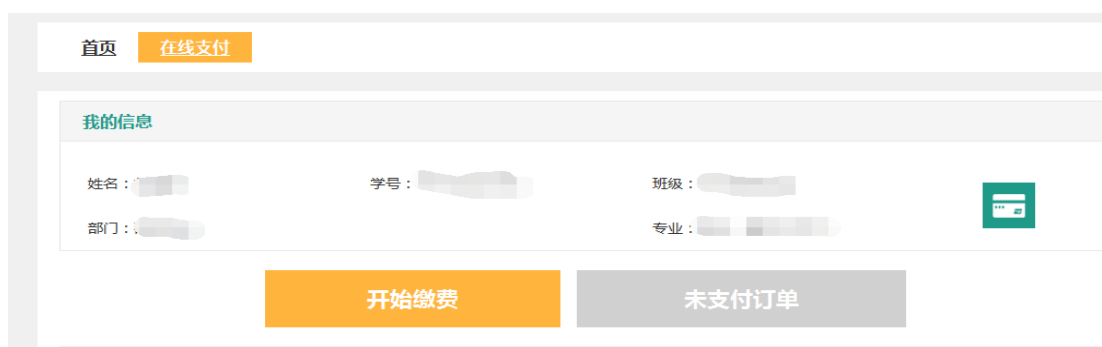 首页 在线支付
我的信息
姓名： 学号： 班级：
部门： 专业：
开始缴费 未支付订单